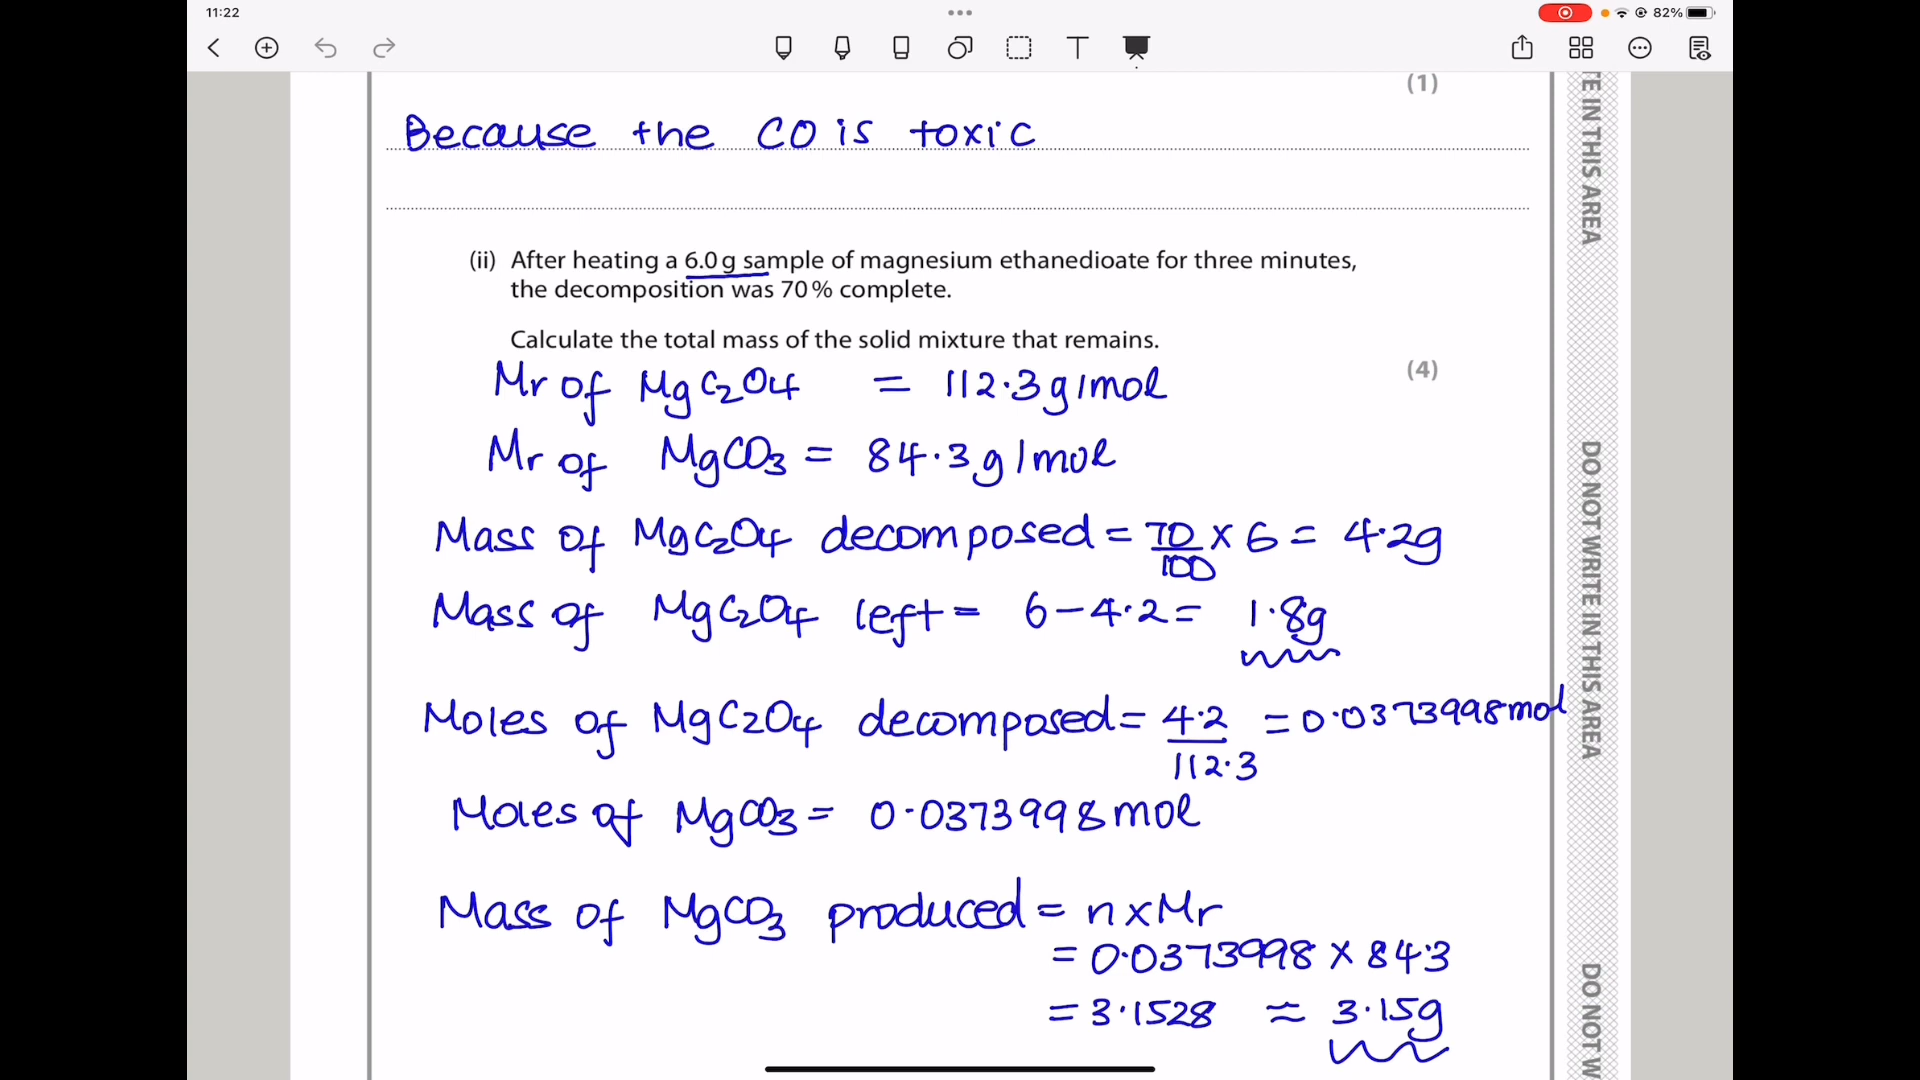 11:22
82%
(1)
Because the CO is toxic
(ii) After heating a 6.0 g sample of magnesium ethanedioate for three minutes,
the decomposition was 70% complete.
Calculate the total mass of the solid mixture that remains.
(4)
Mr of MgC₂O₄ = 112.3 g/mol
Mr of MgCO₃ = 84.3 g/mol
Mass of MgC₂O₄ decomposed = 70/100 × 6 = 4.2g
Mass of MgC₂O₄ left = 6 - 4.2 = 1.8g
Moles of MgC₂O₄ decomposed = 4.2/112.3 = 0.0373998 mol
Moles of MgCO₃ = 0.0373998 mol
Mass of MgCO₃ produced = n × Mr
= 0.0373998 × 84.3
= 3.1528 ≈ 3.15g
TE IN THIS AREA
DO NOT WRITE IN THIS AREA
DO NOT W